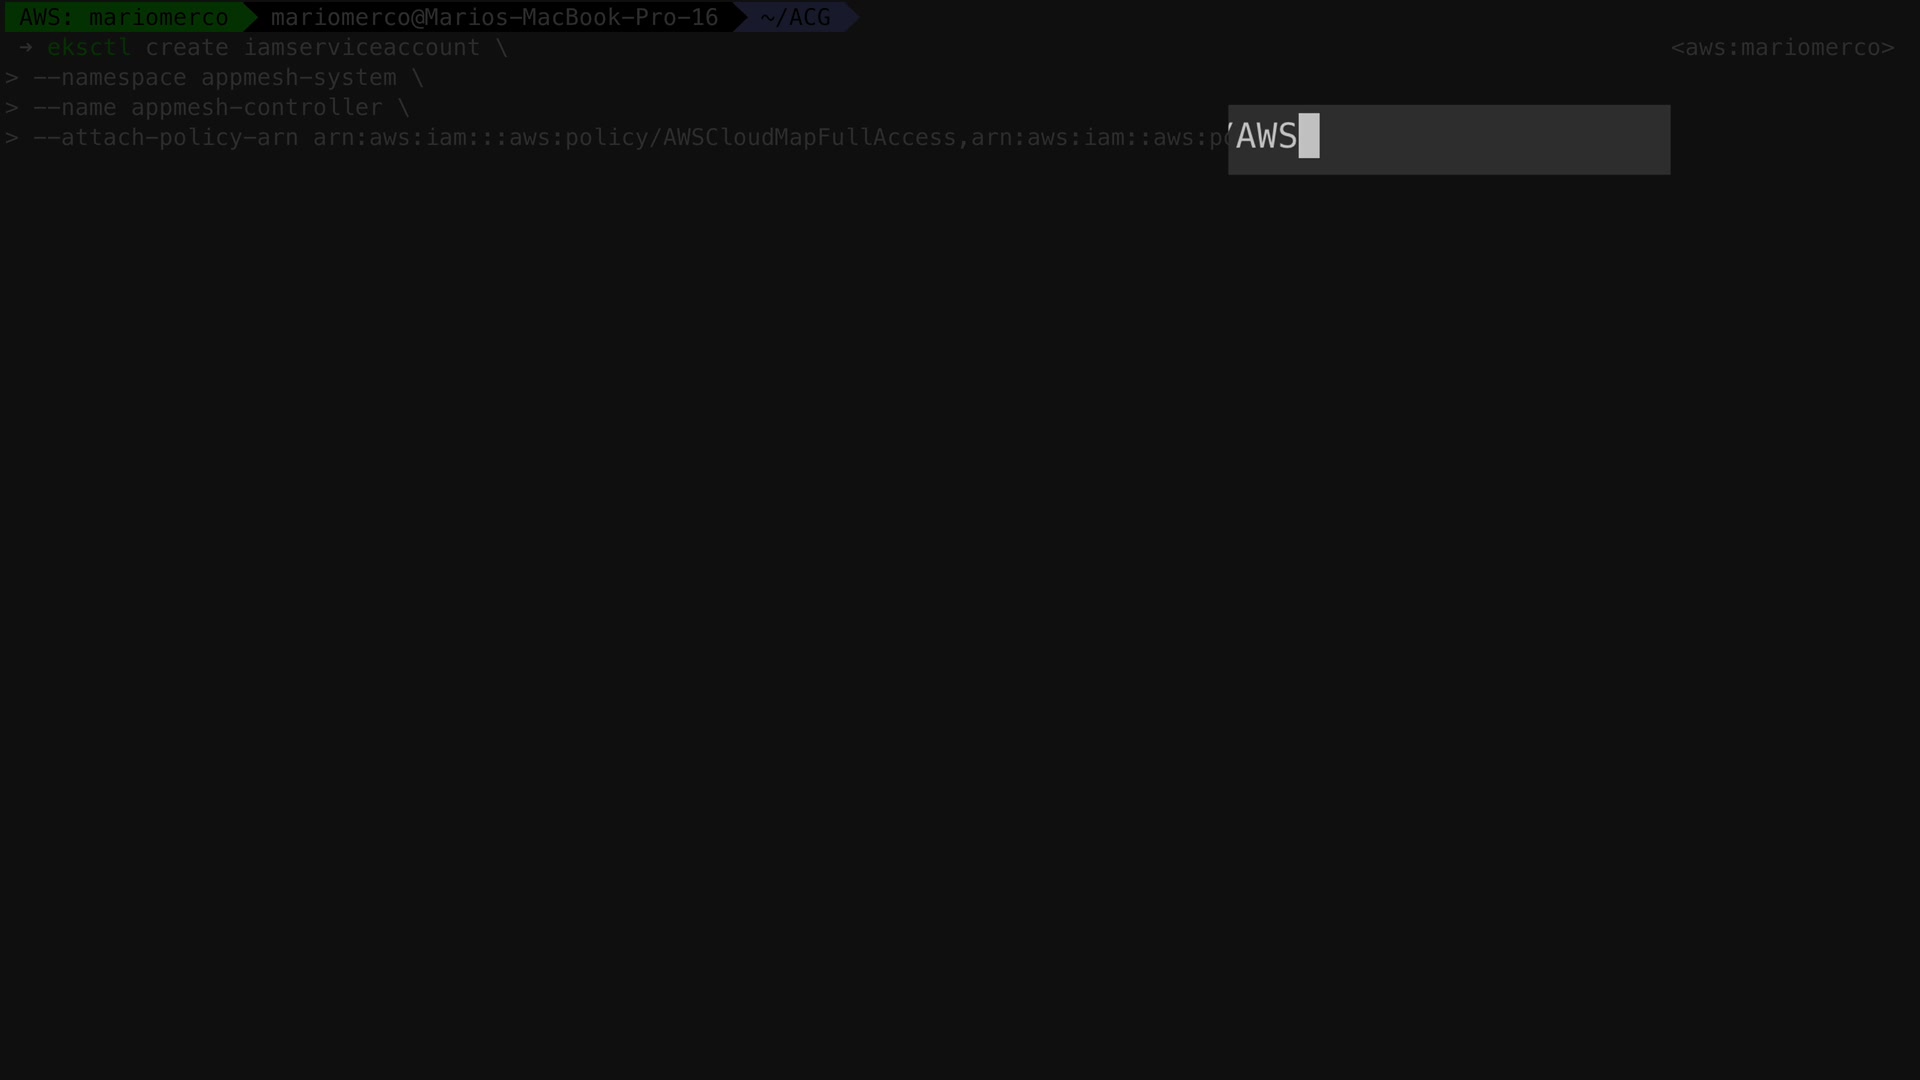 AWS: mariomerco mariomerco@Marios-MacBook-Pro-16 ~/ACG
➜ eksctl create iamserviceaccount \ <aws:mariomerco>
> --namespace appmesh-system \
> --name appmesh-controller \
> --attach-policy-arn arn:aws:iam:::aws:policy/AWSCloudMapFullAccess,arn:aws:iam::aws:po/AWS